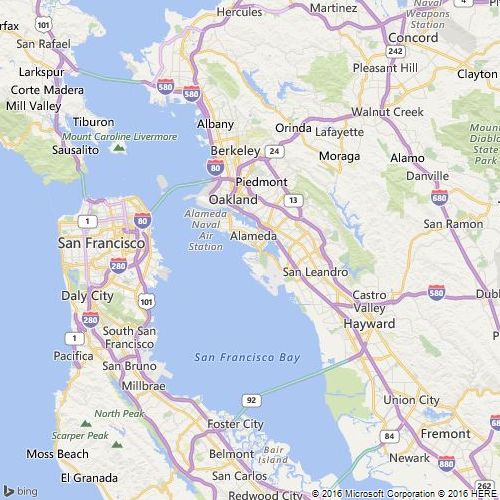 Hercules
Martinez
Naval
Weapons
Station
4
Concord
242
San Rafael
Larkspur
Corte Madera
Mill Valley
580
580
Pleasant Hill
Clayton
Tiburon
Albany
Orinda
Lafayette
Walnut Creek
Mount Caroline Livermore
Sausalito
Berkeley
24
Moraga
Alamo
State
Park
80
Danville
Piedmont
Oakland
13
680
1
80
Alameda
Naval
Air
Station
Alameda
San Ramon
San Francisco
280
San Leandro
Daly City
101
Castro
Valley
580
280
Hayward
1
South San
Francisco
Pacifica
San Bruno
San Francisco Bay
Millbrae
92
Union City
North Peak
Foster City
84
Fremont
Scarper Peak
Moss Beach
Belmont
Bair
Island
Newark
880
El Granada
San Carlos
Redwood City
bing
© 2016 Microsoft Corporation © 2016 HERE